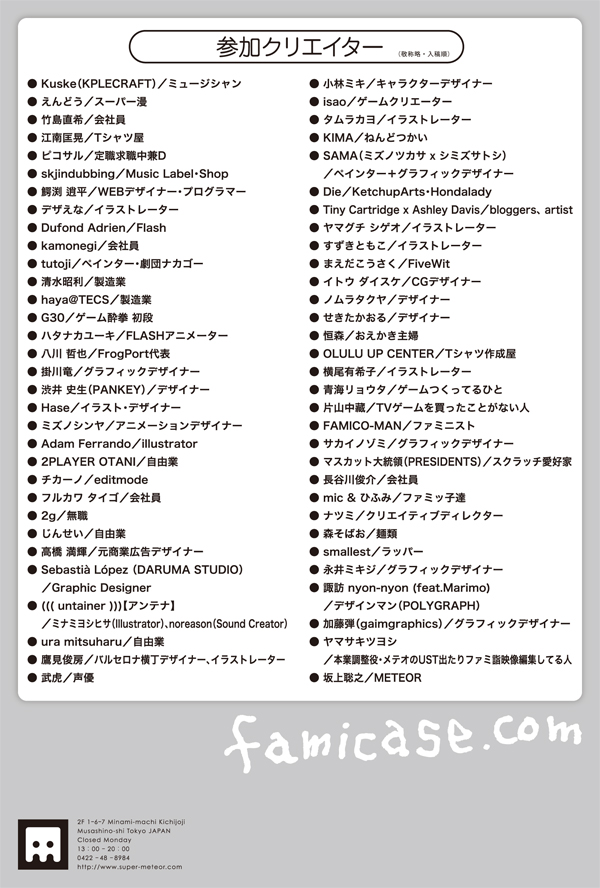 参加クリエイター（敬称略・入稿順）
● Kuske（KPLECRAFT）／ミュージシャン
● えんどう／スーパー漫
● 竹島直希／会社員
● 江南匡晃／Tシャツ屋
● ピコサル／定職求職中兼D
● skjindubbing／Music Label・Shop
● 鰐渕 逍平／WEBデザイナー・プログラマー
● デザえな／イラストレーター
● Dufond Adrien／Flash
● kamonegi／会社員
● tutoji／ペインター・劇団ナカゴー
● 清水昭利／製造業
● haya@TECS／製造業
● G30／ゲーム酔拳 初段
● ハタナカユーキ／FLASHアニメーター
● 八川 哲也／FrogPort代表
● 掛川竜／グラフィックデザイナー
● 渋井 史生（PANKEY）／デザイナー
● Hase／イラスト・デザイナー
● ミズノシンヤ／アニメーションデザイナー
● Adam Ferrando／illustrator
● 2PLAYER OTANI／自由業
● チカーノ／editmode
● フルカワ タイゴ／会社員
● 2g／無職
● じんせい／自由業
● 高橋 満輝／元商業広告デザイナー
● Sebastià López（DARUMA STUDIO）
／Graphic Designer
● ((( untainer )))【アンテナ】
／ミナミヨシヒサ（Illustrator）、noreason（Sound Creator）
● ura mitsuharu／自由業
● 鷹見俊房／バルセロナ横丁デザイナー、イラストレーター
● 武虎／声優
● 小林ミキ／キャラクターデザイナー
● isao／ゲームクリエーター
● タムラカヨ／イラストレーター
● KIMA／ねんどつかい
● SAMA（ミズノツカサ x シミズサトシ）
／ペインター＋グラフィックデザイナー
● Die／KetchupArts・Hondalady
● Tiny Cartridge x Ashley Davis／bloggers、artist
● ヤマグチ シゲオ／イラストレーター
● すずきともこ／イラストレーター
● まえだこうさく／FiveWit
● イトウ ダイスケ／CGデザイナー
● ノムラタクヤ／デザイナー
● せきたかおる／デザイナー
● 恒森／おえかき主婦
● OLULU UP CENTER／Tシャツ作成屋
● 横尾有希子／イラストレーター
● 青海リョウタ／ゲームつくってるひと
● 片山中蔵／TVゲームを買ったことがない人
● FAMICO-MAN／ファミニスト
● サカイノゾミ／グラフィックデザイナー
● マスカット大統領（PRESIDENTS）／スクラッチ愛好家
● 長谷川俊介／会社員
● mic ＆ ひふみ／ファミッ子達
● ナツミ／クリエイティブディレクター
● 森そばお／麺類
● smallest／ラッパー
● 永井ミキジ／グラフィックデザイナー
● 諏訪 nyon-nyon (feat.Marimo)
／デザインマン（POLYGRAPH）
● 加藤弾（gaimgraphics）／グラフィックデザイナー
● ヤマサキツヨシ
／本業調整役・メテオのUST出たりファミ詣映像編集してる人
● 坂上聡之／METEOR
famicase.com
2F 1-6-7 Minami-machi Kichijoji
Musashino-shi Tokyo JAPAN
Closed Monday
13：00 - 20：00
0422 - 48 - 8984
http://www.super-meteor.com